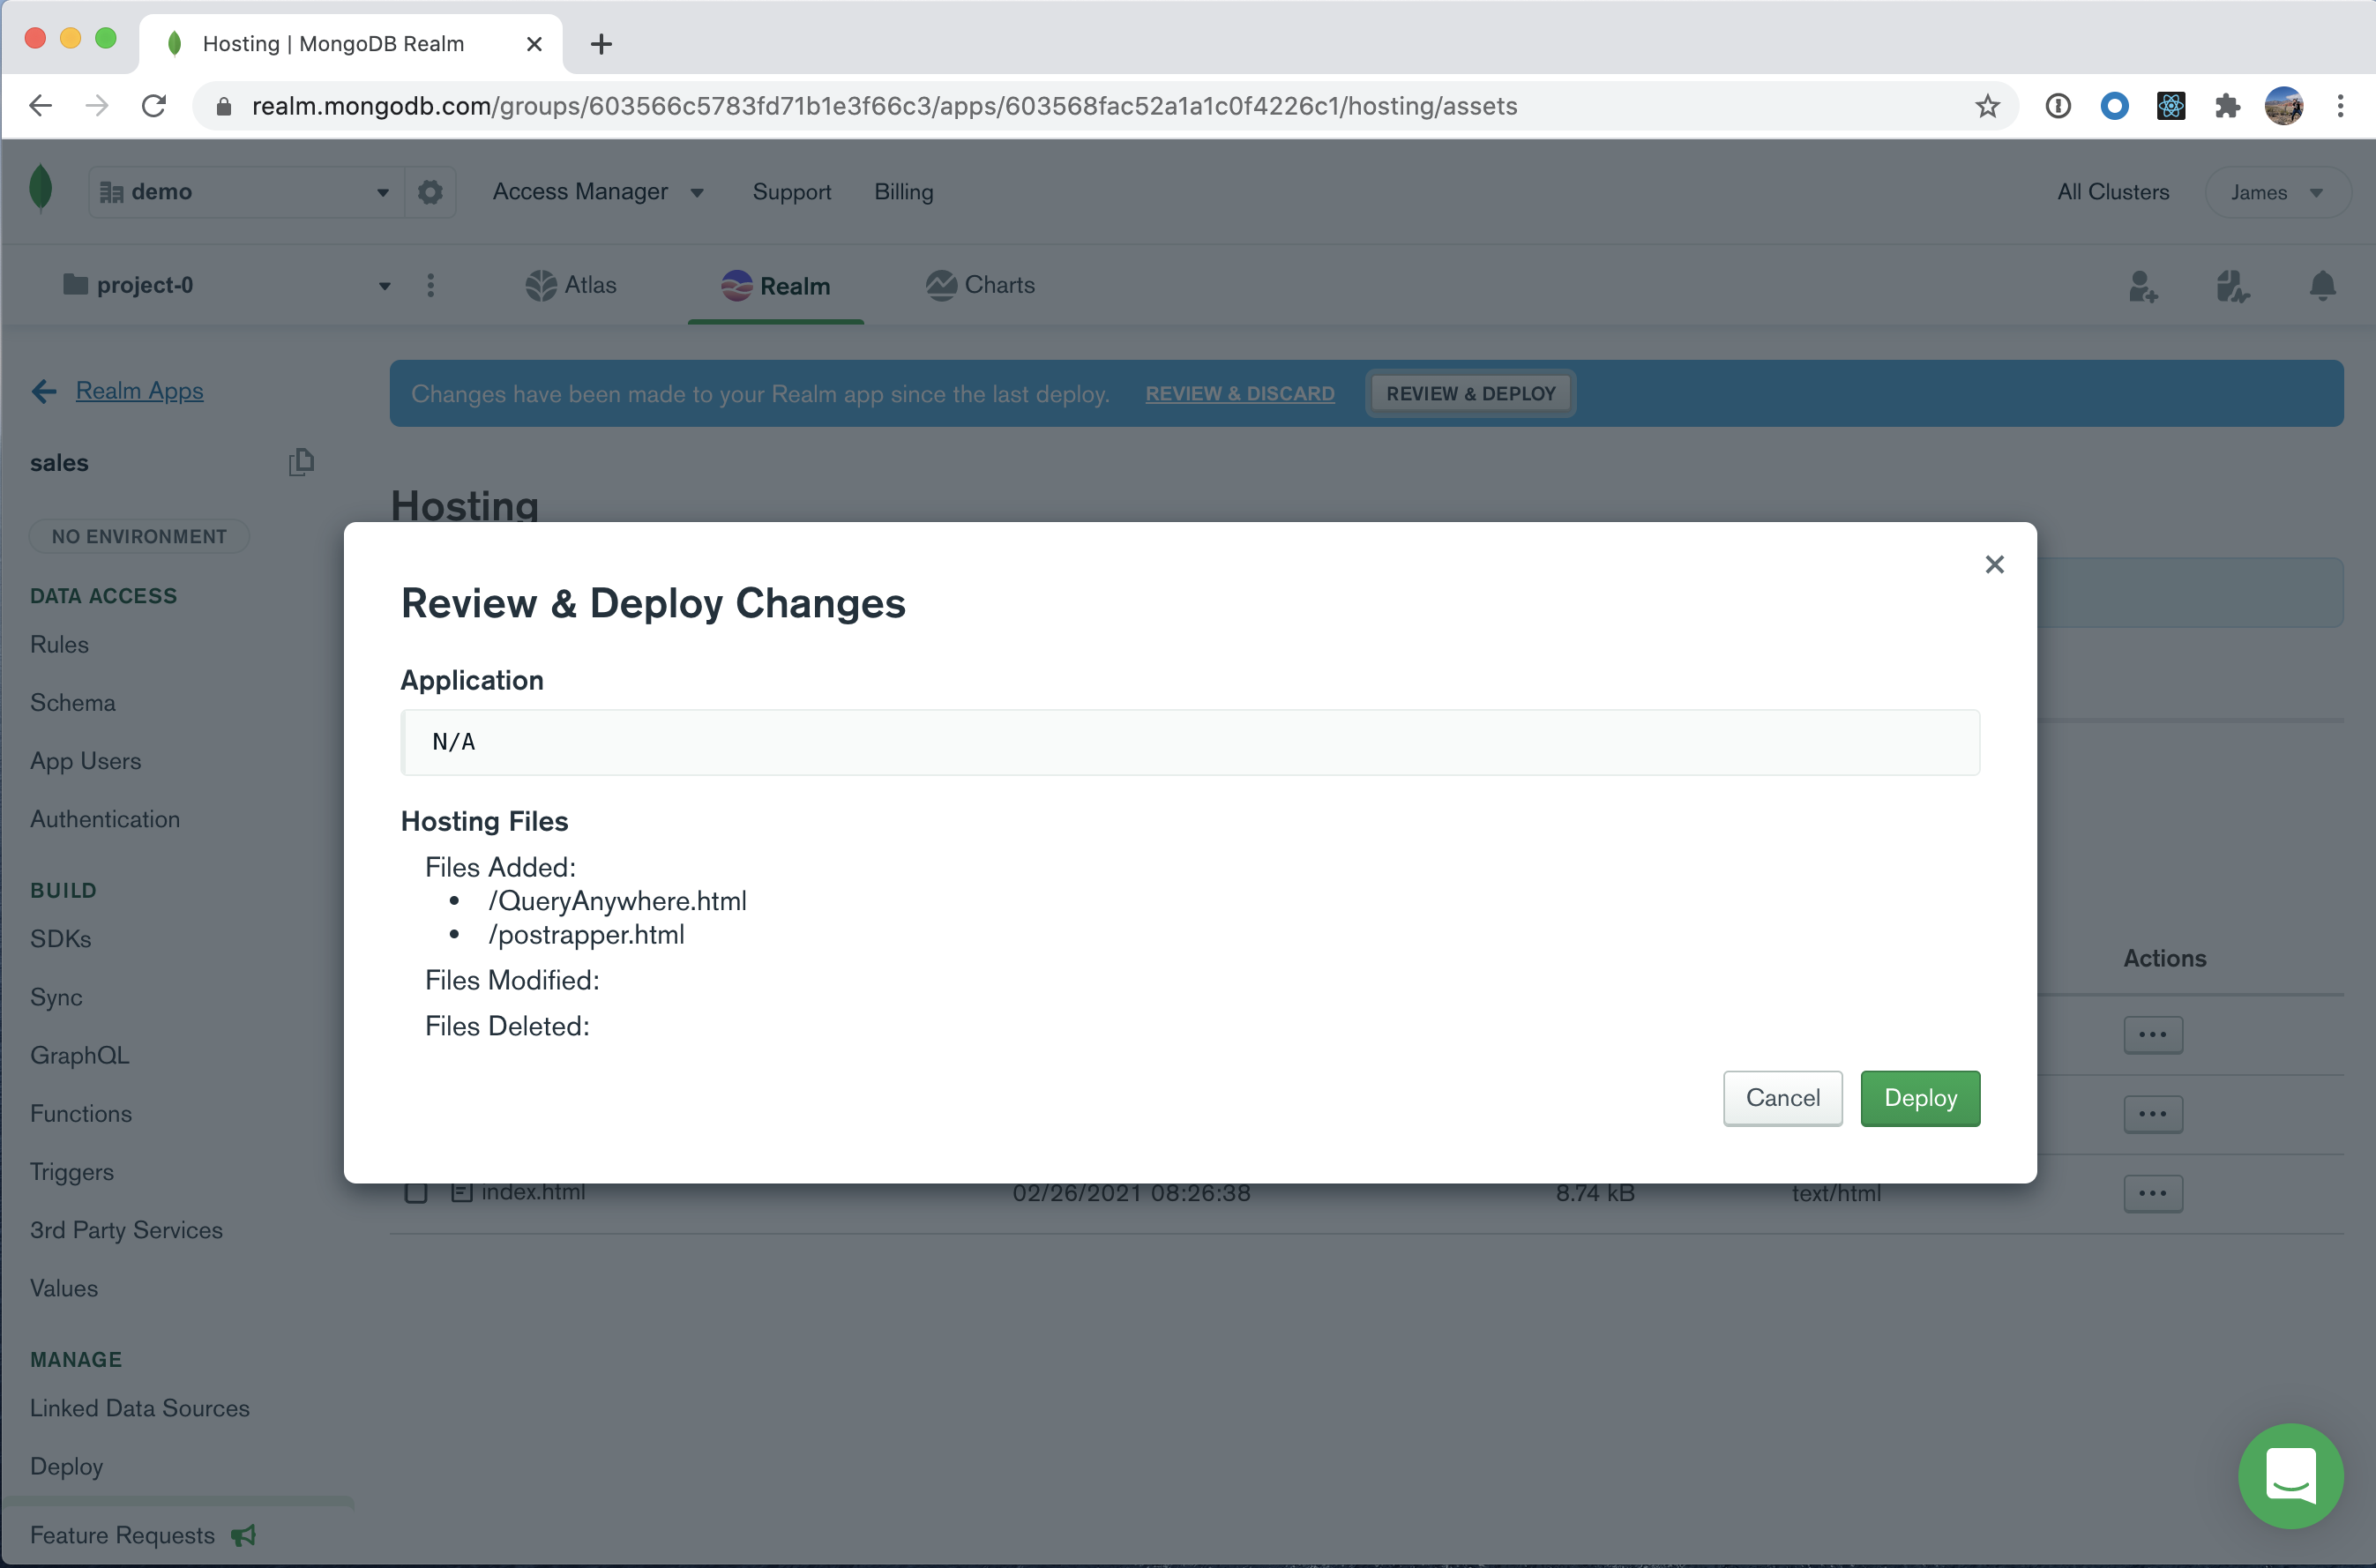 Hosting | MongoDB Realm
realm.mongodb.com/groups/603566c5783fd71b1e3f66c3/apps/603568fac52a1a1c0f4226c1/hosting/assets
demo Access Manager Support Billing All Clusters James
project-0 Atlas Realm Charts
Realm Apps
Changes have been made to your Realm app since the last deploy. REVIEW & DISCARD REVIEW & DEPLOY
sales
Hosting
NO ENVIRONMENT
DATA ACCESS
Rules
Schema
App Users
Authentication
BUILD
SDKs
Sync
GraphQL
Functions
Triggers
3rd Party Services
Values
MANAGE
Linked Data Sources
Deploy
Feature Requests
Review & Deploy Changes
Application
N/A
Hosting Files
Files Added:
• /QueryAnywhere.html
• /postrapper.html
Files Modified:
Files Deleted:
Cancel Deploy
Actions
index.html 02/26/2021 08:26:38 8.74 kB text/html